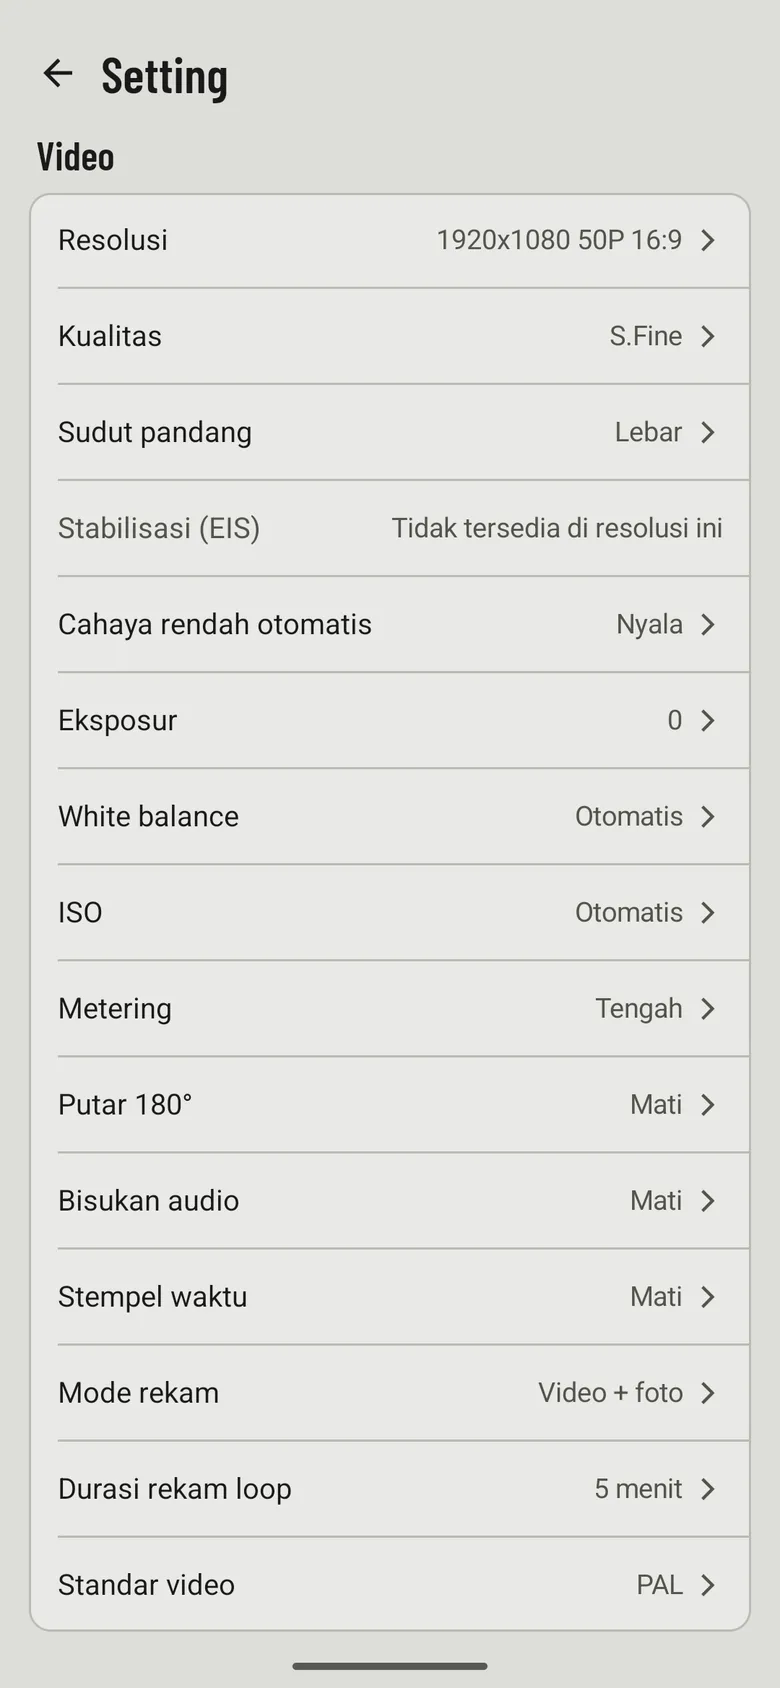 Setting
Video
Resolusi 1920x1080 50P 16:9
Kualitas S.Fine
Sudut pandang Lebar
Stabilisasi (EIS) Tidak tersedia di resolusi ini
Cahaya rendah otomatis Nyala
Eksposur 0
White balance Otomatis
ISO Otomatis
Metering Tengah
Putar 180° Mati
Bisukan audio Mati
Stempel waktu Mati
Mode rekam Video + foto
Durasi rekam loop 5 menit
Standar video PAL